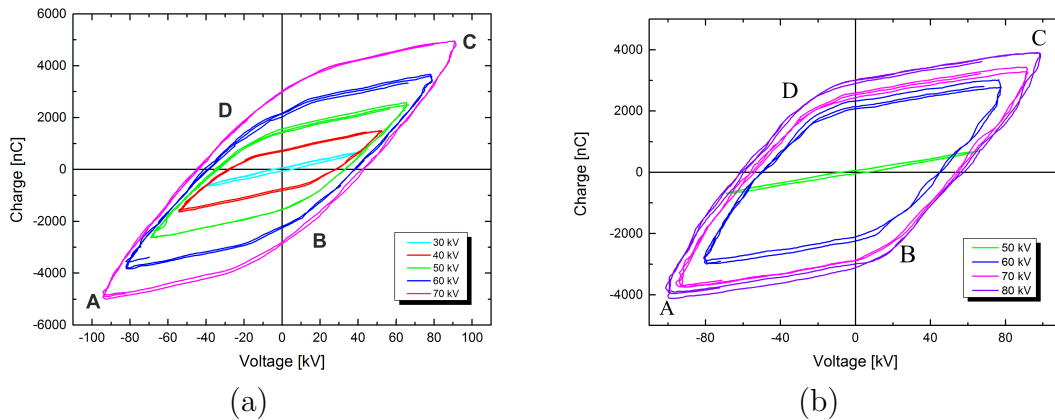 6000
4000
2000
0
-2000
-4000
-6000
Charge [nC]
-100 -80 -60 -40 -20 0 20 40 60 80 100
Voltage [kV]
A
B
C
D
30 kV
40 kV
50 kV
60 kV
70 kV
(a)
4000
2000
0
-2000
-4000
Charge [nC]
-80 -40 0 40 80
Voltage [kV]
A
B
C
D
50 kV
60 kV
70 kV
80 kV
(b)